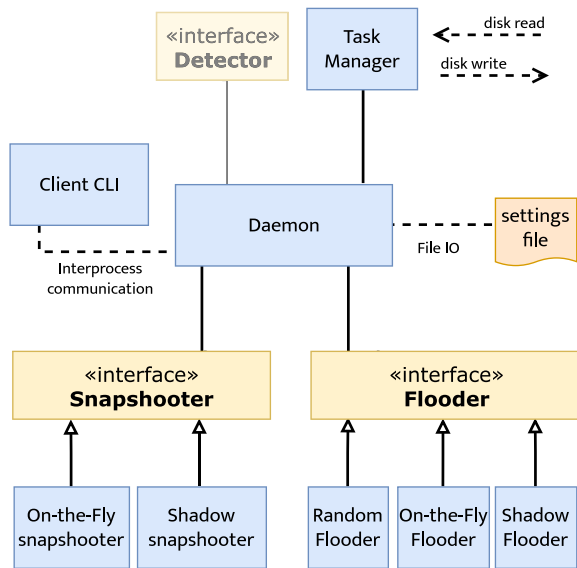 «interface»
Detector
Task
Manager
disk read
disk write
Client CLI
Daemon
settings
file
File IO
Interprocess
communication
«interface»
Snapshooter
«interface»
Flooder
On-the-Fly
snapshooter
Shadow
snapshooter
Random
Flooder
On-the-Fly
Flooder
Shadow
Flooder